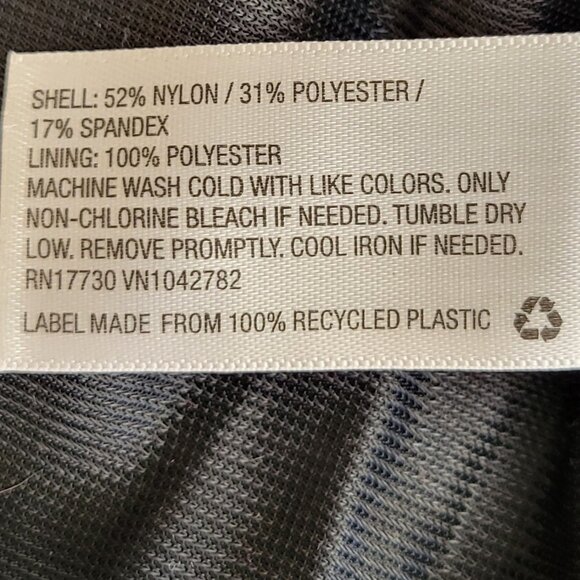 SHELL: 52% NYLON / 31% POLYESTER /
17% SPANDEX
LINING: 100% POLYESTER
MACHINE WASH COLD WITH LIKE COLORS. ONLY
NON-CHLORINE BLEACH IF NEEDED. TUMBLE DRY
LOW. REMOVE PROMPTLY. COOL IRON IF NEEDED.
RN17730 VN1042782
LABEL MADE FROM 100% RECYCLED PLASTIC